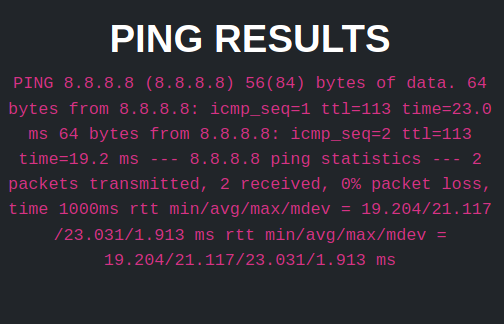 PING RESULTS
PING 8.8.8.8 (8.8.8.8) 56(84) bytes of data. 64
bytes from 8.8.8.8: icmp_seq=1 ttl=113 time=23.0
ms 64 bytes from 8.8.8.8: icmp_seq=2 ttl=113
time=19.2 ms --- 8.8.8.8 ping statistics --- 2
packets transmitted, 2 received, 0% packet loss,
time 1000ms rtt min/avg/max/mdev = 19.204/21.117
/23.031/1.913 ms rtt min/avg/max/mdev =
19.204/21.117/23.031/1.913 ms